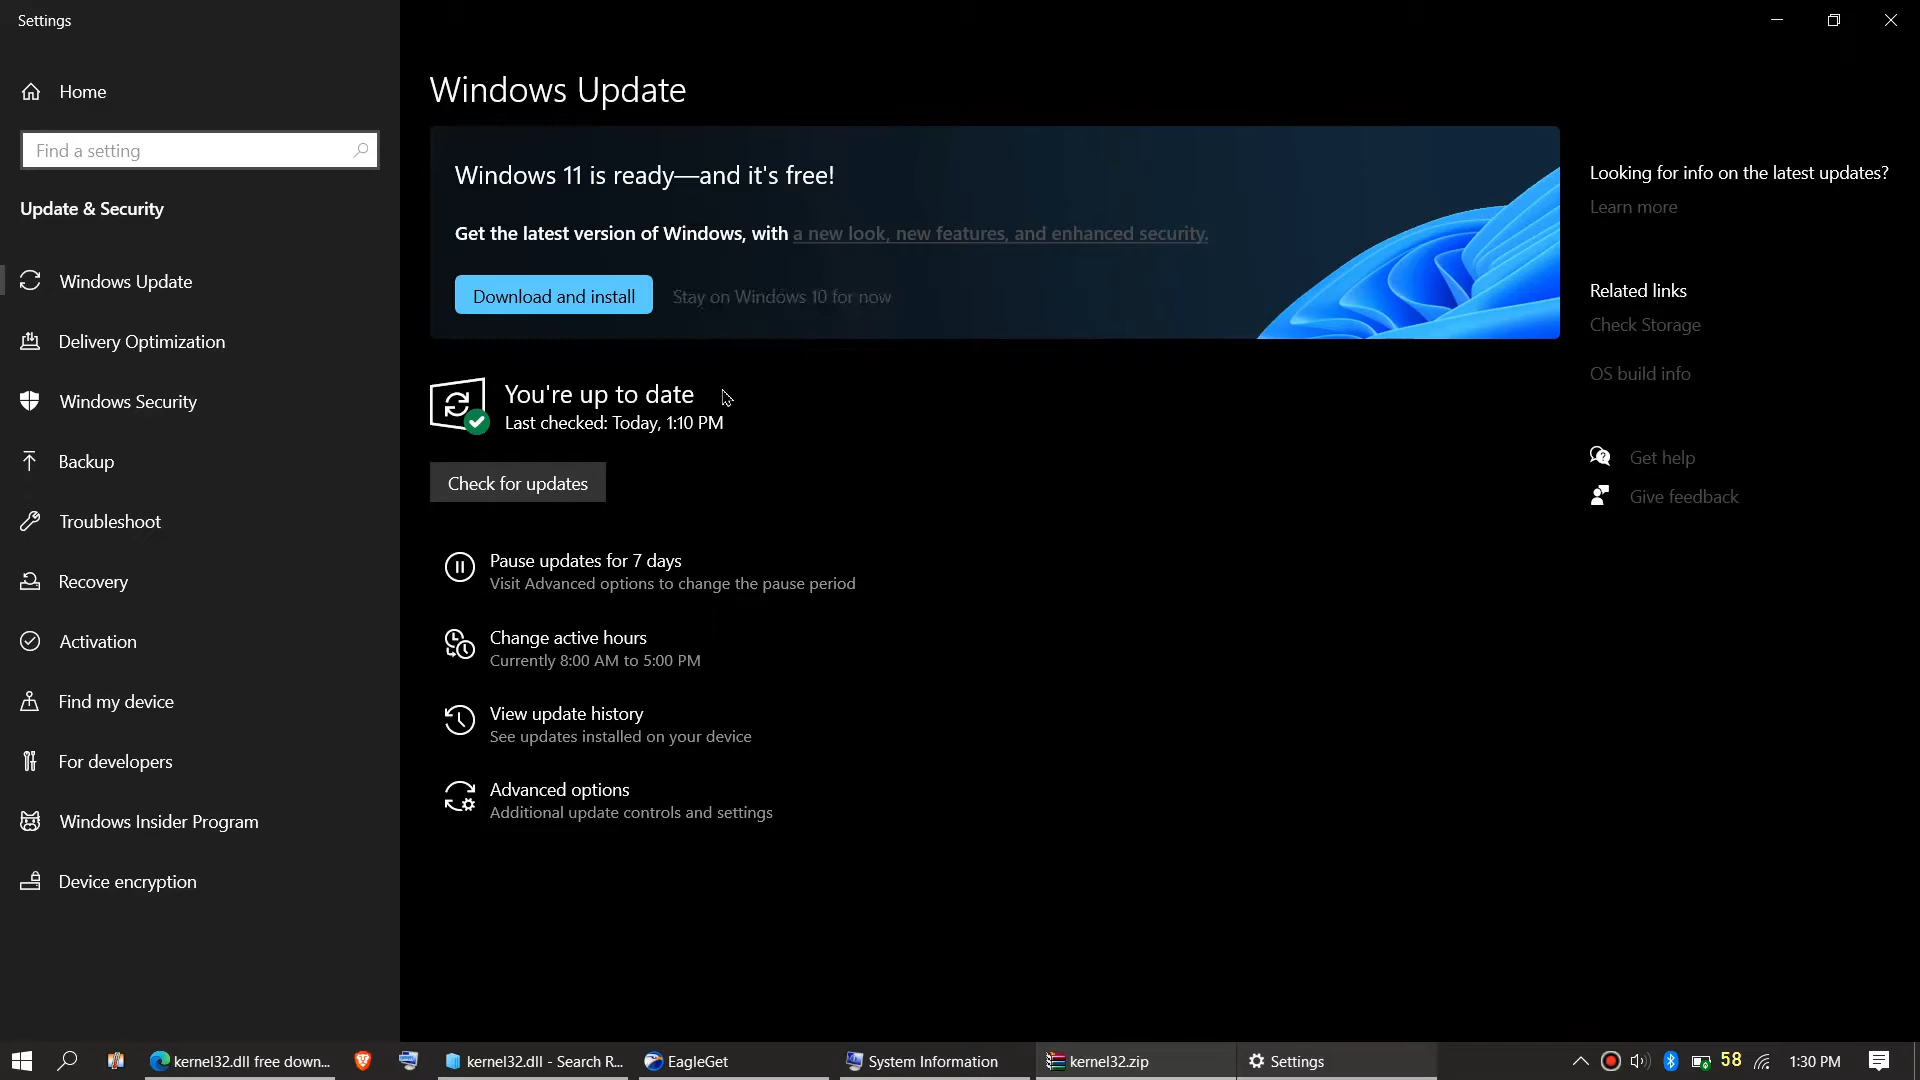 Settings
Home
Find a setting
Update & Security
Windows Update
Delivery Optimization
Windows Security
Backup
Troubleshoot
Recovery
Activation
Find my device
For developers
Windows Insider Program
Device encryption
Windows Update
Windows 11 is ready—and it's free!
Get the latest version of Windows, with a new look, new features, and enhanced security.
Download and install
Stay on Windows 10 for now
You're up to date
Last checked: Today, 1:10 PM
Check for updates
Pause updates for 7 days
Visit Advanced options to change the pause period
Change active hours
Currently 8:00 AM to 5:00 PM
View update history
See updates installed on your device
Advanced options
Additional update controls and settings
Looking for info on the latest updates?
Learn more
Related links
Check Storage
OS build info
Get help
Give feedback
kernel32.dll free down...
kernel32.dll - Search R...
EagleGet
System Information
kernel32.zip
Settings
58
1:30 PM